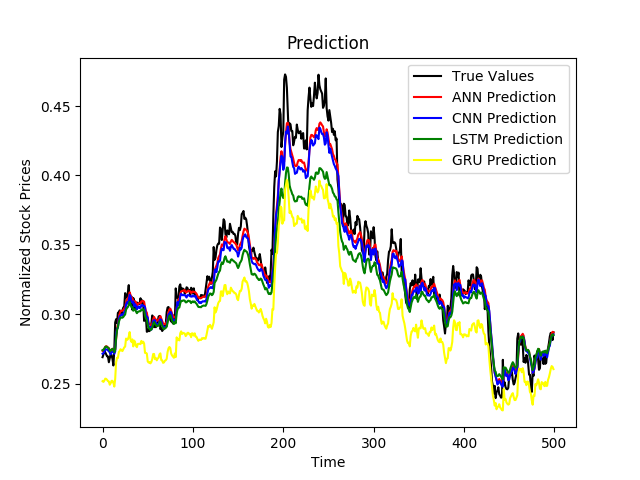 Prediction
True Values
ANN Prediction
CNN Prediction
LSTM Prediction
GRU Prediction
Normalized Stock Prices
0.45
0.40
0.35
0.30
0.25
0 100 200 300 400 500
Time